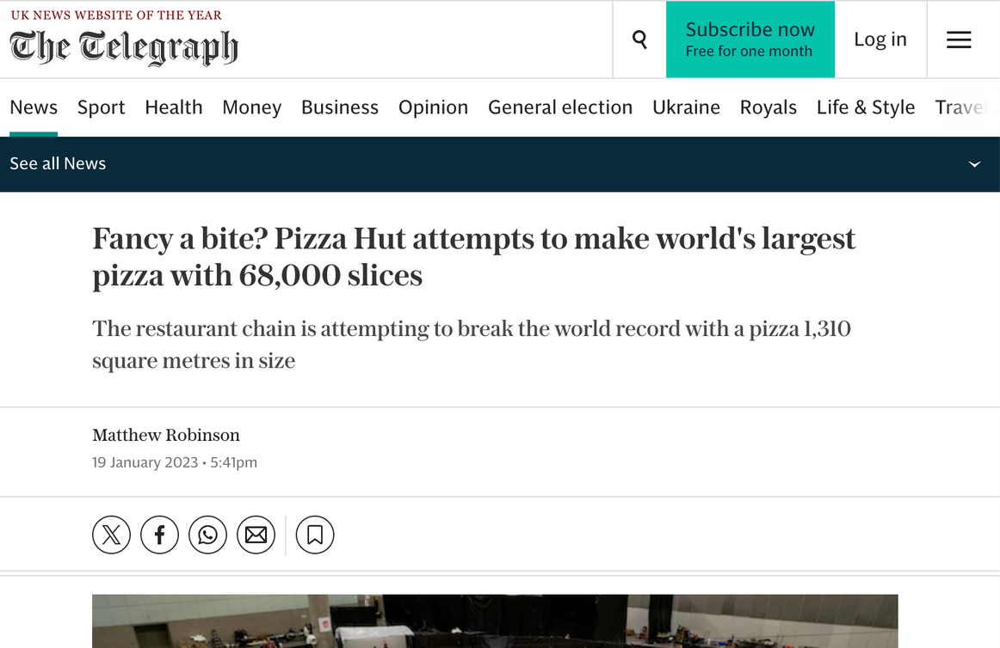 UK NEWS WEBSITE OF THE YEAR
The Telegraph
Subscribe now
Free for one month
Log in
News Sport Health Money Business Opinion General election Ukraine Royals Life & Style Trave
See all News
Fancy a bite? Pizza Hut attempts to make world's largest
pizza with 68,000 slices
The restaurant chain is attempting to break the world record with a pizza 1,310
square metres in size
Matthew Robinson
19 January 2023 • 5:41pm